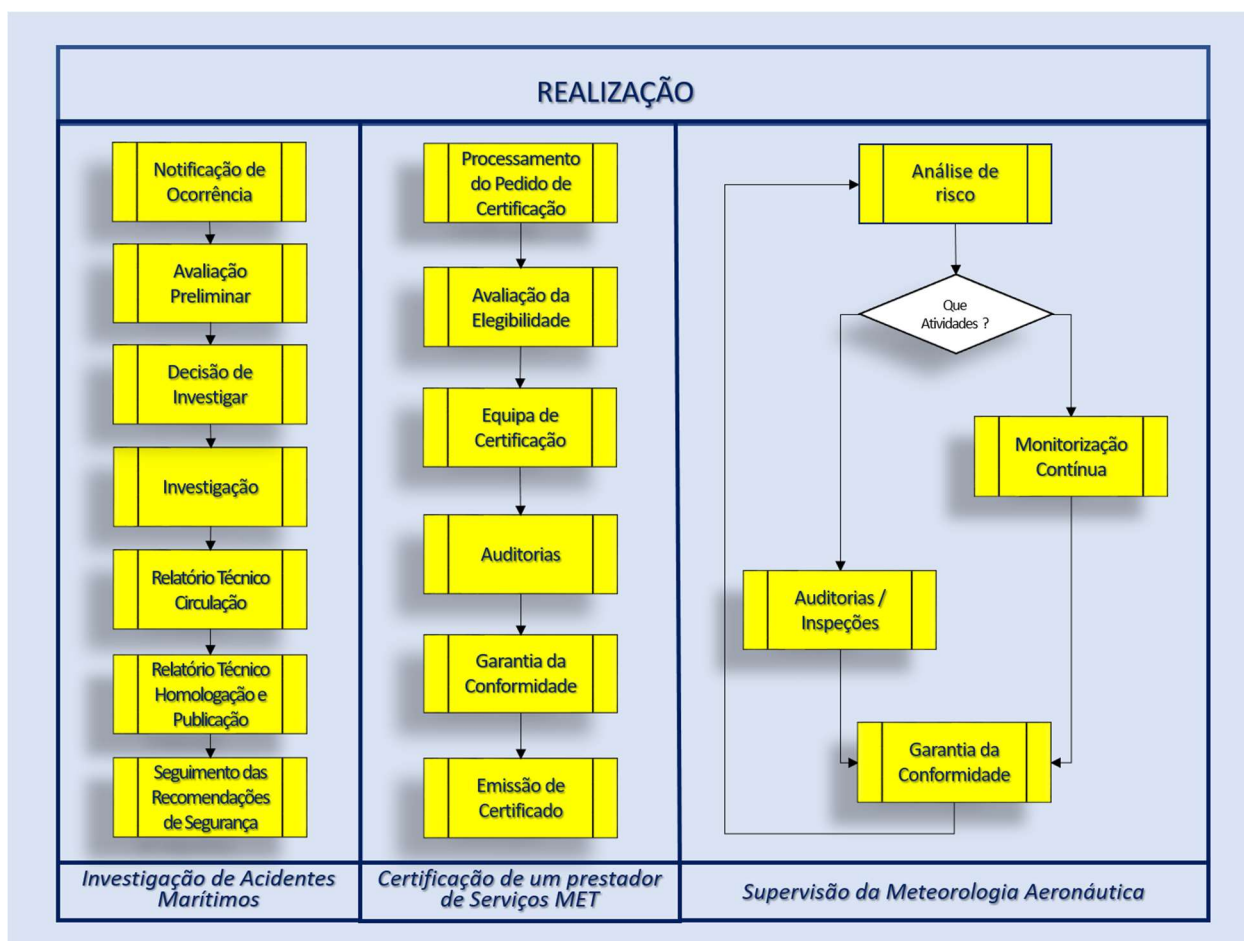 REALIZAÇÃO
Notificação de
Ocorrência
Avaliação
Preliminar
Decisão de
Investigar
Investigação
Relatório Técnico
Circulação
Relatório Técnico
Homologação e
Publicação
Seguimento das
Recomendações
de Segurança
Investigação de Acidentes
Marítimos
Processamento
do Pedido de
Certificação
Avaliação da
Elegibilidade
Equipa de
Certificação
Auditorias
Garantia da
Conformidade
Emissão de
Certificado
Certificação de um prestador
de Serviços MET
Análise de
risco
Que
Atividades ?
Monitorização
Contínua
Auditorias /
Inspeções
Garantia da
Conformidade
Supervisão da Meteorologia Aeronáutica